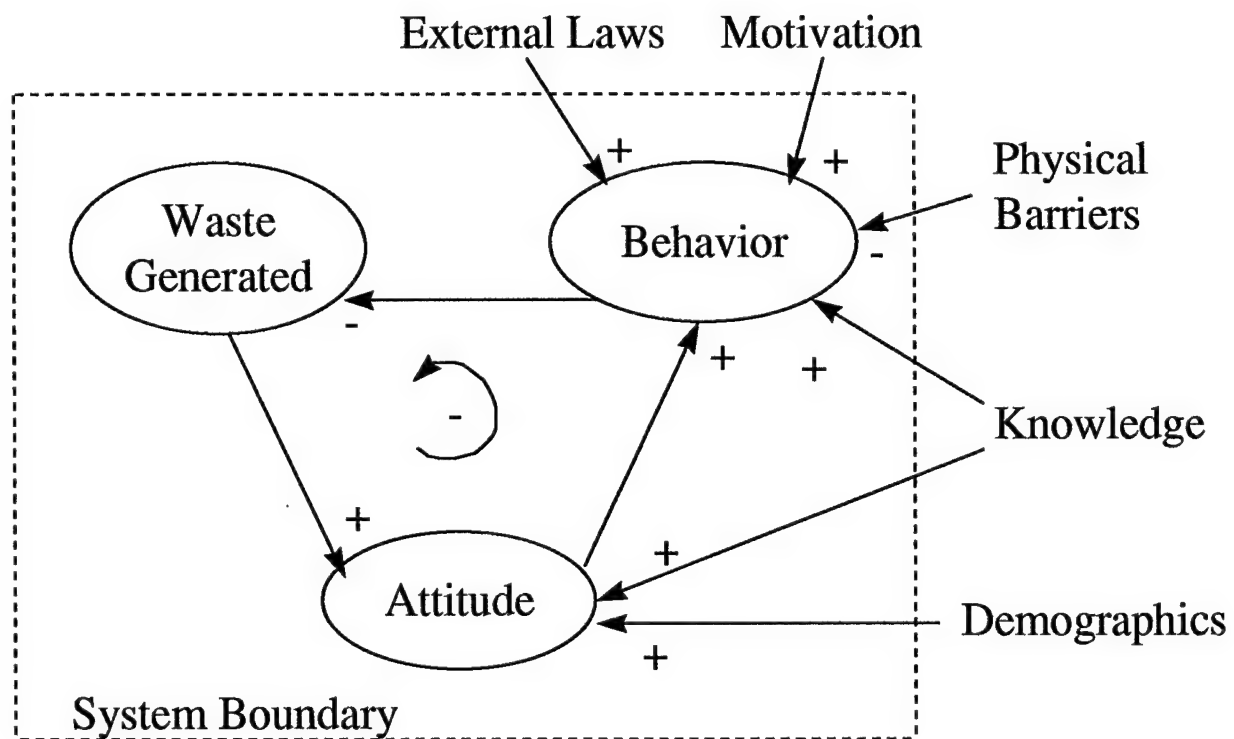 External Laws
Motivation
+
+
Physical
Barriers
Waste
Generated
Behavior
-
-
+
+
-
Knowledge
+
+
Attitude
Demographics
+
System Boundary